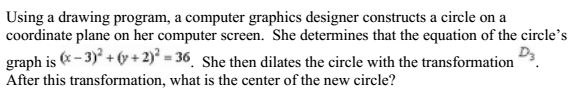 Using a drawing program, a computer graphics designer constructs a circle on a
coordinate plane on her computer screen. She determines that the equation of the circle's
graph is (x – 3)² + (y + 2)² = 36. She then dilates the circle with the transformation D₃.
After this transformation, what is the center of the new circle?